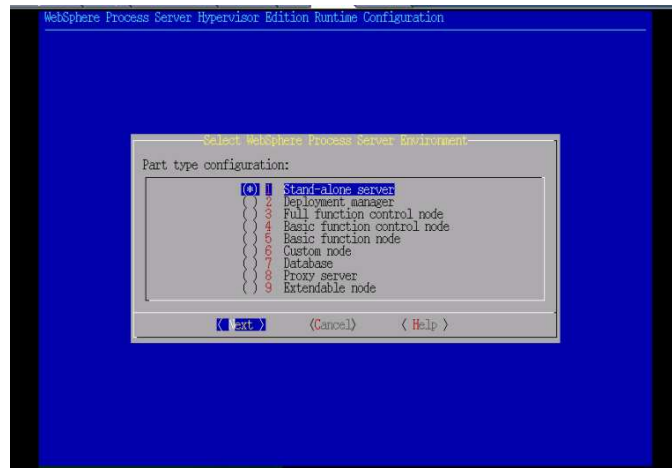 WebSphere Process Server Hypervisor Edition Runtime Configuration
Select WebSphere Process Server Environment
Part type configuration:
(*) 1 Stand-alone server
( ) 2 Deployment manager
( ) 3 Full function control node
( ) 4 Basic function control node
( ) 5 Basic function node
( ) 6 Custom node
( ) 7 Database
( ) 8 Proxy server
( ) 9 Extendable node
< Next > <Cancel> < Help >